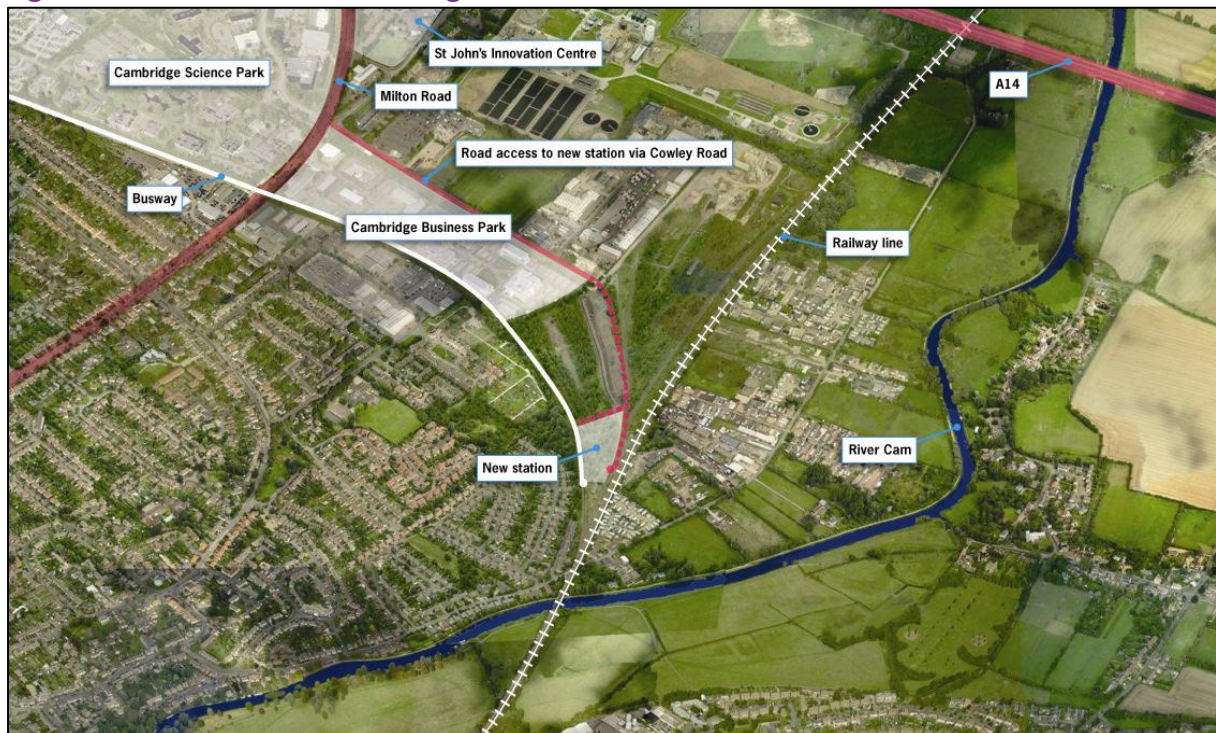 St John's Innovation Centre
Cambridge Science Park
A14
Milton Road
Road access to new station via Cowley Road
Busway
Cambridge Business Park
Railway line
River Cam
New station